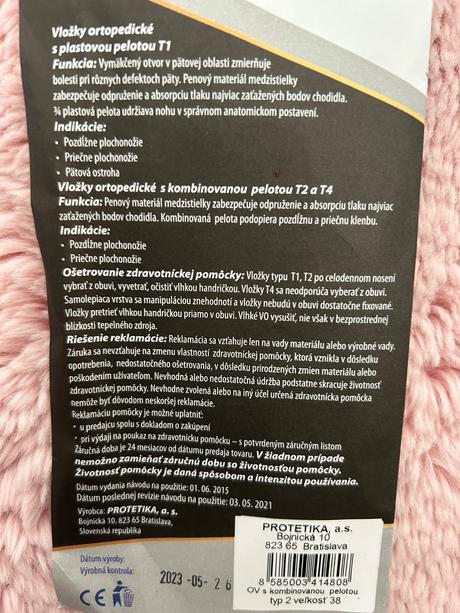 Vložky ortopedické
s plastovou pelotou T1
Funkcia: Vymäkčený otvor v pätovej oblasti zmierňuje
bolesti pri rôznych defektoch päty. Penový materiál medzistielky
zabezpečuje odpruženie a absorpciu tlaku najviac zaťažených bodov chodidla.
¾ plastová pelota udržiava nohu v správnom anatomickom postavení.
Indikácie:
• Pozdĺžne plochonožie
• Priečne plochonožie
• Pätová ostroha
Vložky ortopedické s kombinovanou pelotou T2 a T4
Funkcia: Penový materiál medzistielky zabezpečuje odpruženie a absorpciu tlaku najviac
zaťažených bodov chodidla. Kombinovaná pelota podopiera pozdĺžnu a priečnu klenbu.
Indikácie:
• Pozdĺžne plochonožie
• Priečne plochonožie
Ošetrovanie zdravotníckej pomôcky: Vložky typu T1, T2 po celodennom nosení
vybrať z obuvi, vyvetrať, očistiť vlhkou handričkou. Vložky T4 sa neodporúča vyberať z obuvi.
Samolepiaca vrstva sa manipuláciou znehodnotí a vložky nebudú v obuvi dostatočne fixované.
Vložky pretrieť vlhkou handričkou priamo v obuvi. Vlhké VO vysušiť, nie však v bezprostrednej
blízkosti tepelného zdroja.
Riešenie reklamácie: Reklamácia sa vzťahuje len na vady materiálu alebo výrobné vady.
Záruka sa nevzťahuje na zmenu vlastností zdravotníckej pomôcky, ktorá vznikla v dôsledku
opotrebenia, nedostatočného ošetrovania, v dôsledku prirodzených zmien materiálu alebo
poškodením užívateľom. Nevhodná alebo nedostatočná údržba podstatne skracuje životnosť
zdravotníckej pomôcky. Nevhodne zvolená alebo na iný účel určená zdravotnícka pomôcka
nemôže byť dôvodom neskoršej reklamácie.
Reklamáciu pomôcky je možné uplatniť:
• u predajcu spolu s dokladom o zakúpení
• pri výdaji na poukaz na zdravotnícku pomôcku – s potvrdeným záručným listom
Záručná doba je 24 mesiacov od dátumu predaja tovaru. V žiadnom prípade
nemožno zamieňať záručnú dobu so životnosťou pomôcky.
Životnosť pomôcky je daná spôsobom a intenzitou používania.
Dátum vydania návodu na použitie: 01. 06. 2015
Dátum poslednej revízie návodu na použitie: 03. 05. 2021
Výrobca: PROTETIKA, a. s.
Bojnická 10, 823 65 Bratislava,
Slovenská republika
Dátum výroby:
Výrobná kontrola:
2023 -05- 2 6
CE
PROTETIKA, a.s.
Bojnická 10
823 65 Bratislava
8 585003 414808
OV s kombinovanou pelotou
typ 2 veľkosť 38